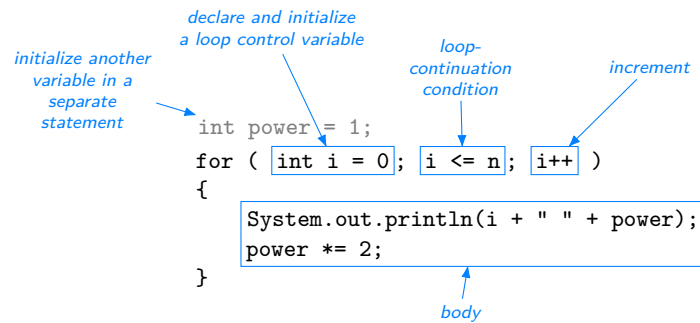 declare and initialize
a loop control variable
initialize another
variable in a
separate
statement
loop-
continuation
condition
increment
int power = 1;
for ( int i = 0; i <= n; i++ )
{
System.out.println(i + " " + power);
power *= 2;
}
body